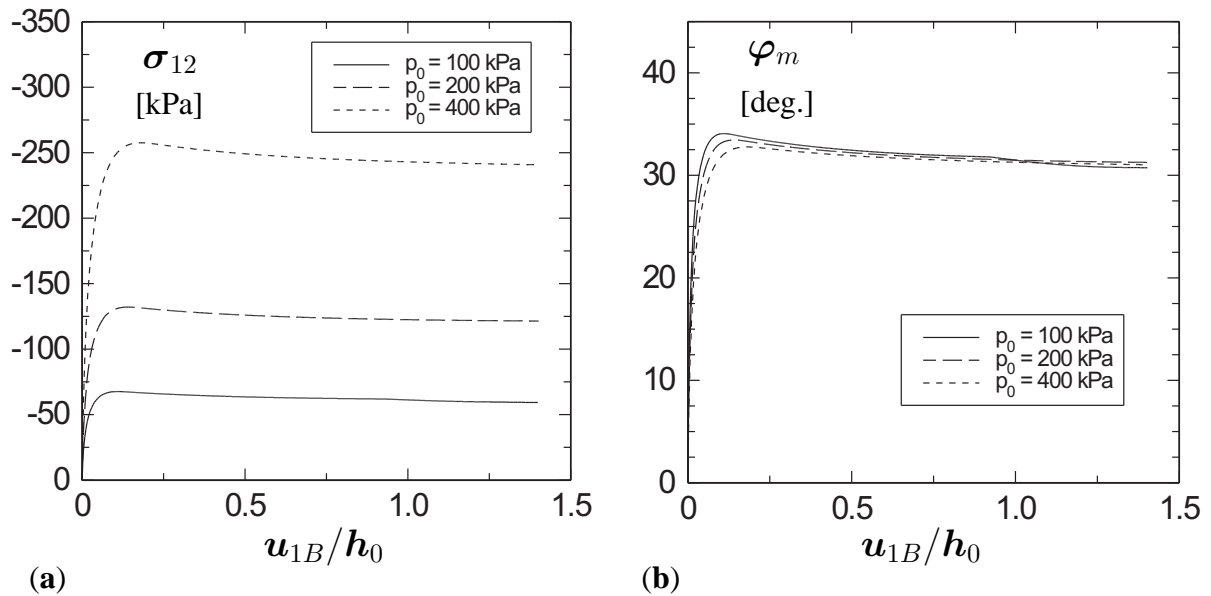 -350
-300
-250
-200
-150
-100
-50
0
σ12
[kPa]
p0 = 100 kPa
p0 = 200 kPa
p0 = 400 kPa
0 0.5 1.0 1.5
u1B/h0
(a)
40
30
20
10
0
φm
[deg.]
p0 = 100 kPa
p0 = 200 kPa
p0 = 400 kPa
0 0.5 1.0 1.5
u1B/h0
(b)